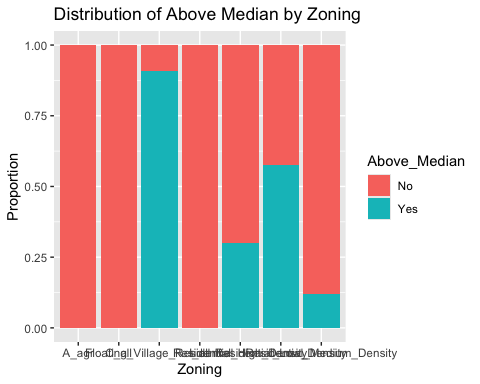 Distribution of Above Median by Zoning
1.00
0.75
0.50
0.25
0.00
Proportion
A_agr
Zoning
Above_Median
No
Yes